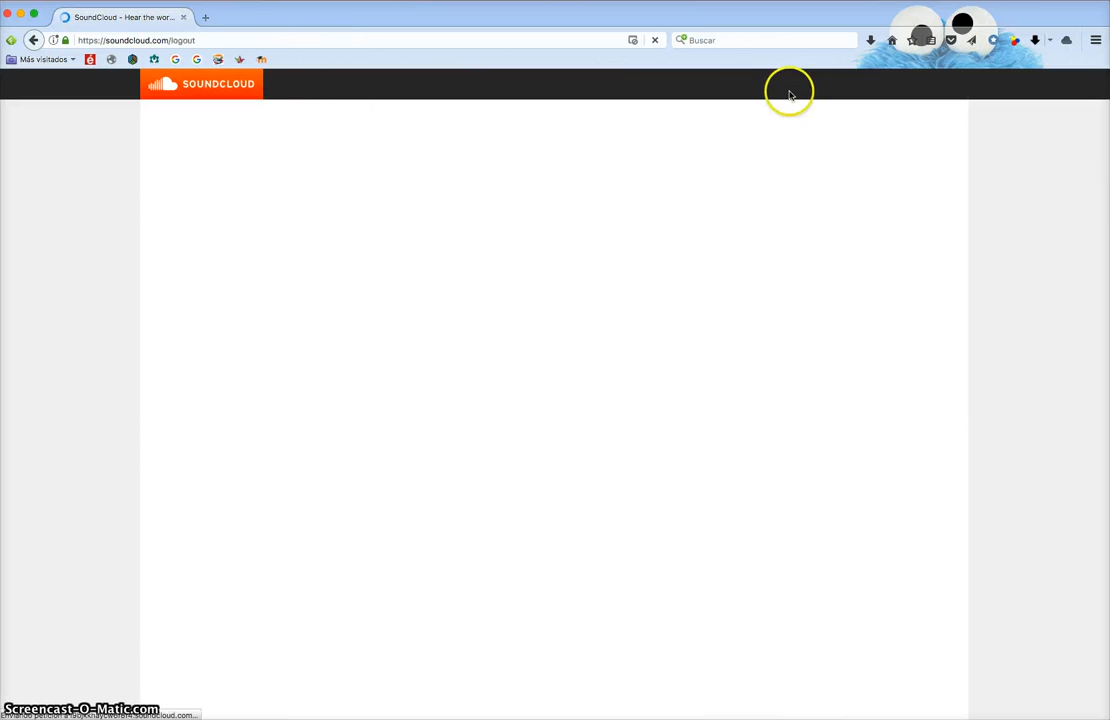 SoundCloud - Hear the wor...
https://soundcloud.com/logout
Buscar
Más visitados
SOUNDCLOUD
Screencast-O-Matic.com